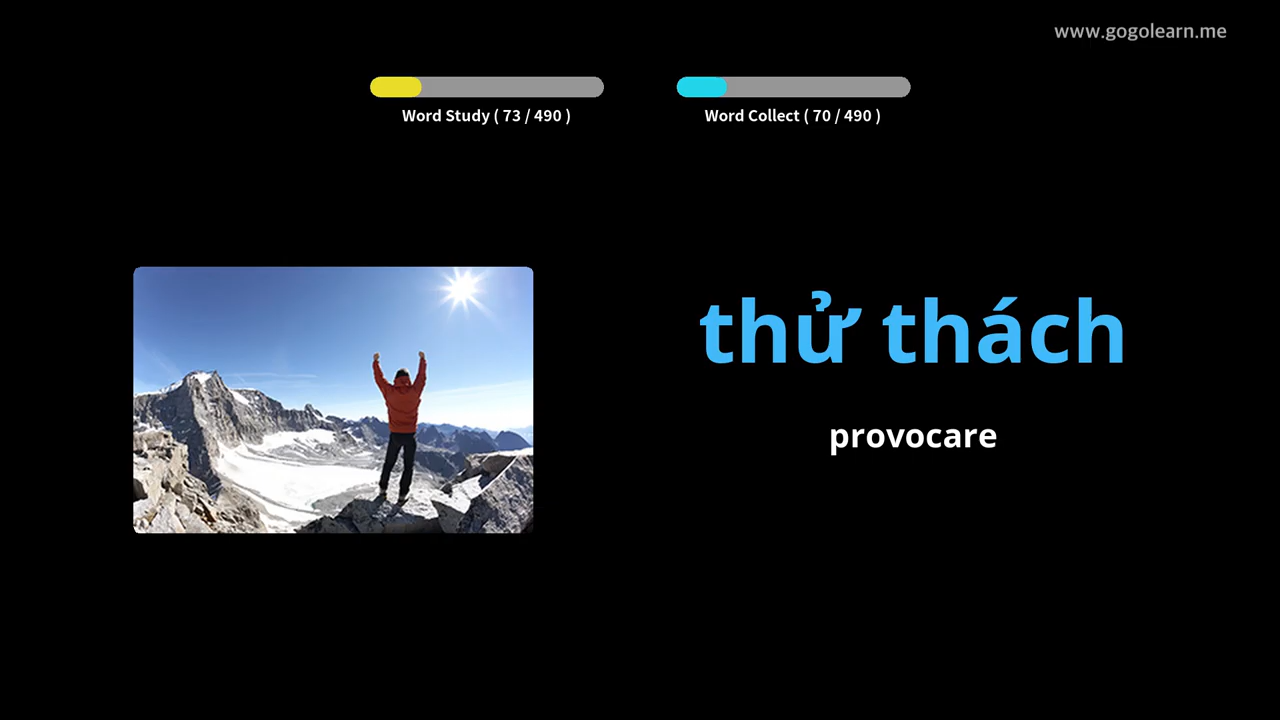 www.gogolearn.me
Word Study ( 73 / 490 )
Word Collect ( 70 / 490 )
thử thách
provocare